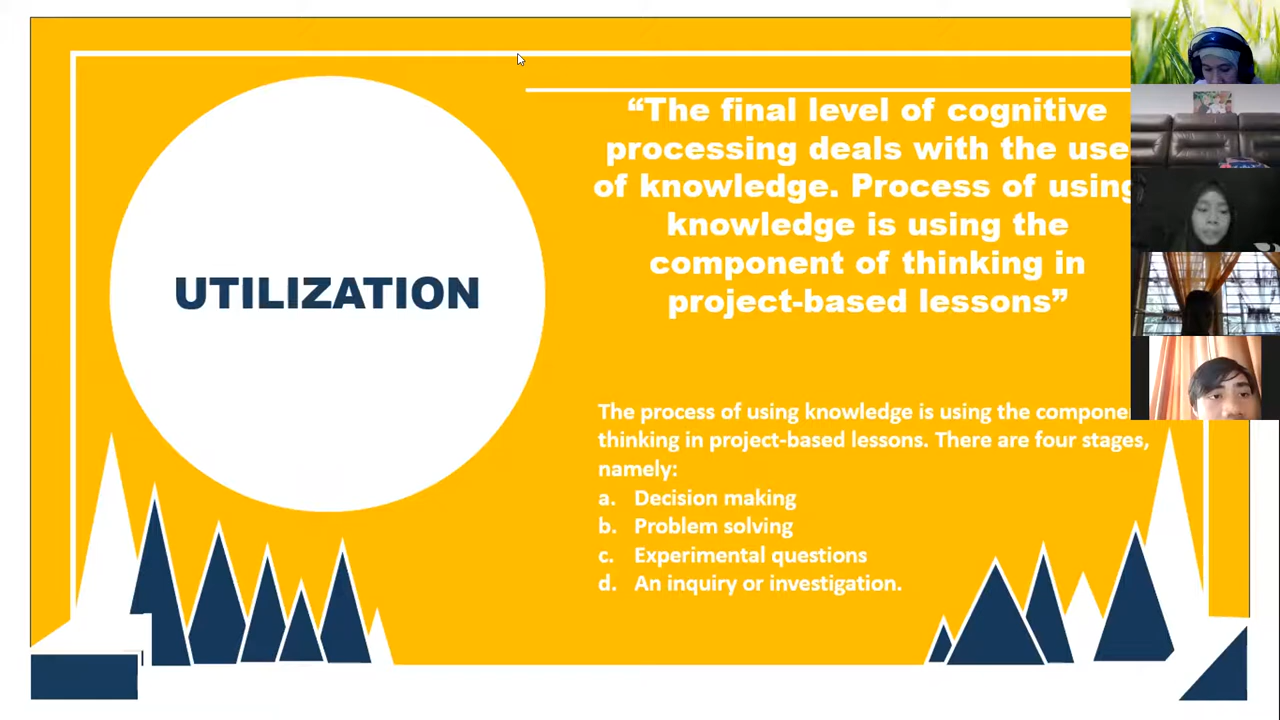 UTILIZATION
“The final level of cognitive
processing deals with the use
of knowledge. Process of using
knowledge is using the
component of thinking in
project-based lessons”
The process of using knowledge is using the
thinking in project-based lessons. There are four stages,
namely:
a. Decision making
b. Problem solving
c. Experimental questions
d. An inquiry or investigation.